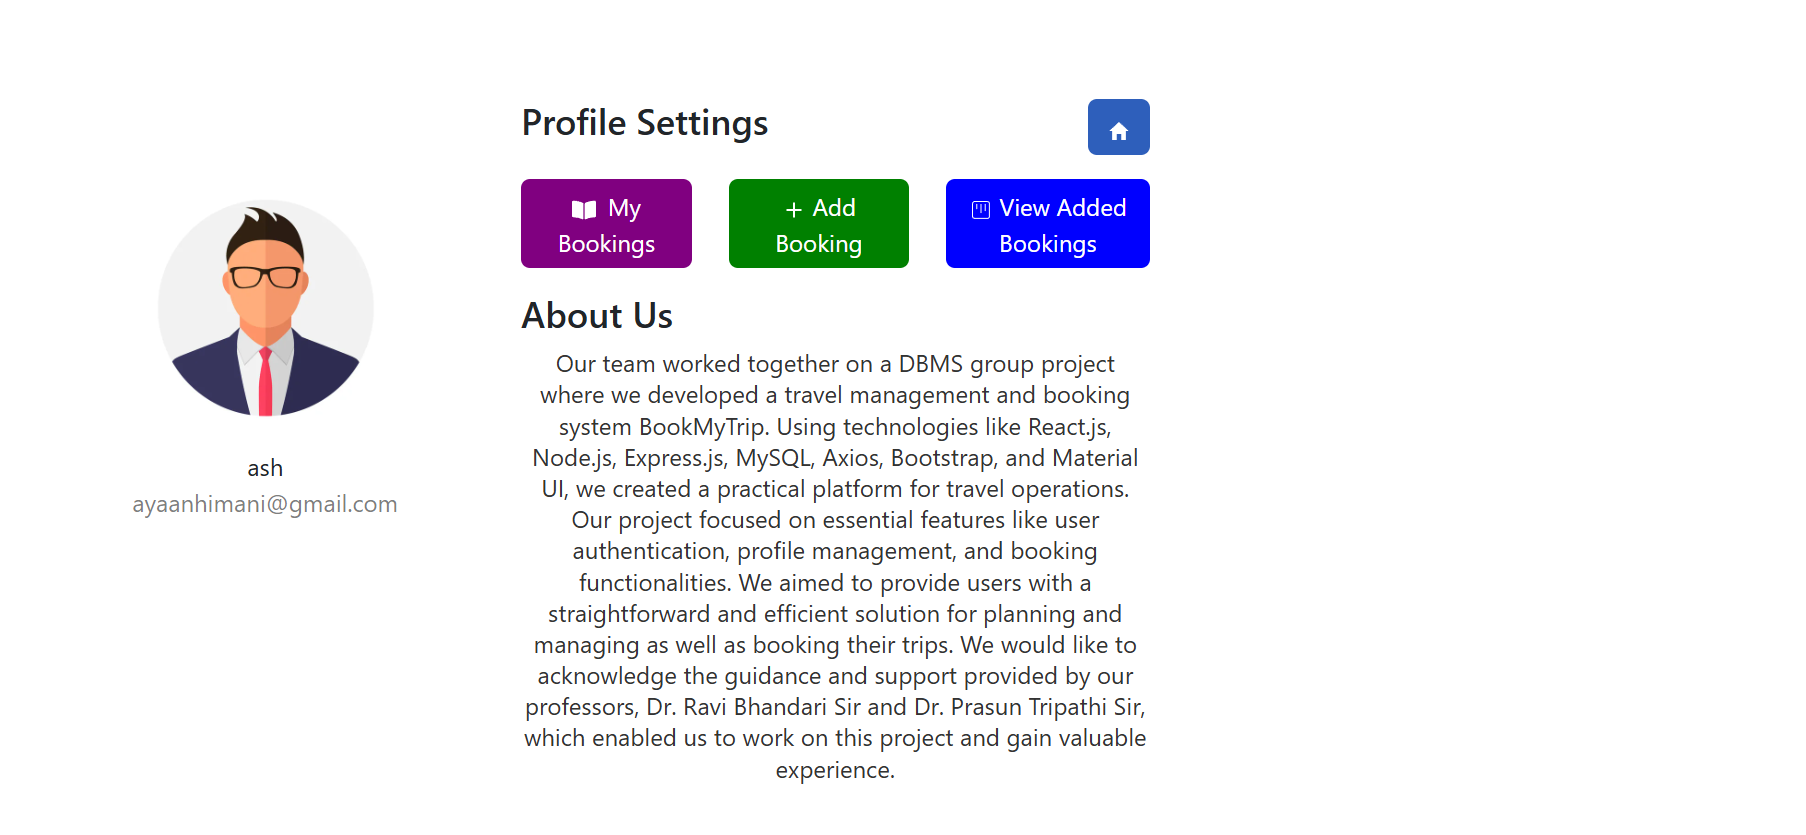 Profile Settings
My
Bookings
Add
Booking
View Added
Bookings
ash
ayaanhimani@gmail.com
About Us
Our team worked together on a DBMS group project
where we developed a travel management and booking
system BookMyTrip. Using technologies like React.js,
Node.js, Express.js, MySQL, Axios, Bootstrap, and Material
UI, we created a practical platform for travel operations.
Our project focused on essential features like user
authentication, profile management, and booking
functionalities. We aimed to provide users with a
straightforward and efficient solution for planning and
managing as well as booking their trips. We would like to
acknowledge the guidance and support provided by our
professors, Dr. Ravi Bhandari Sir and Dr. Prasun Tripathi Sir,
which enabled us to work on this project and gain valuable
experience.